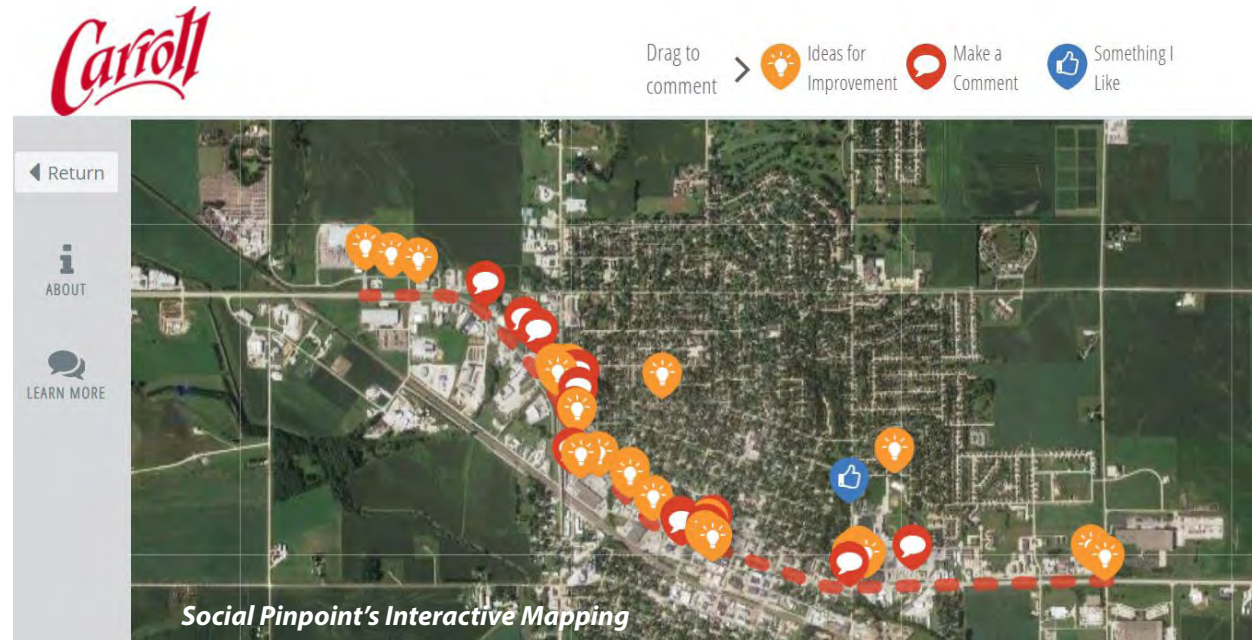 Carroll
Drag to
comment
Ideas for
Improvement
Make a
Comment
Something I
Like
Return
ABOUT
LEARN MORE
Social Pinpoint's Interactive Mapping